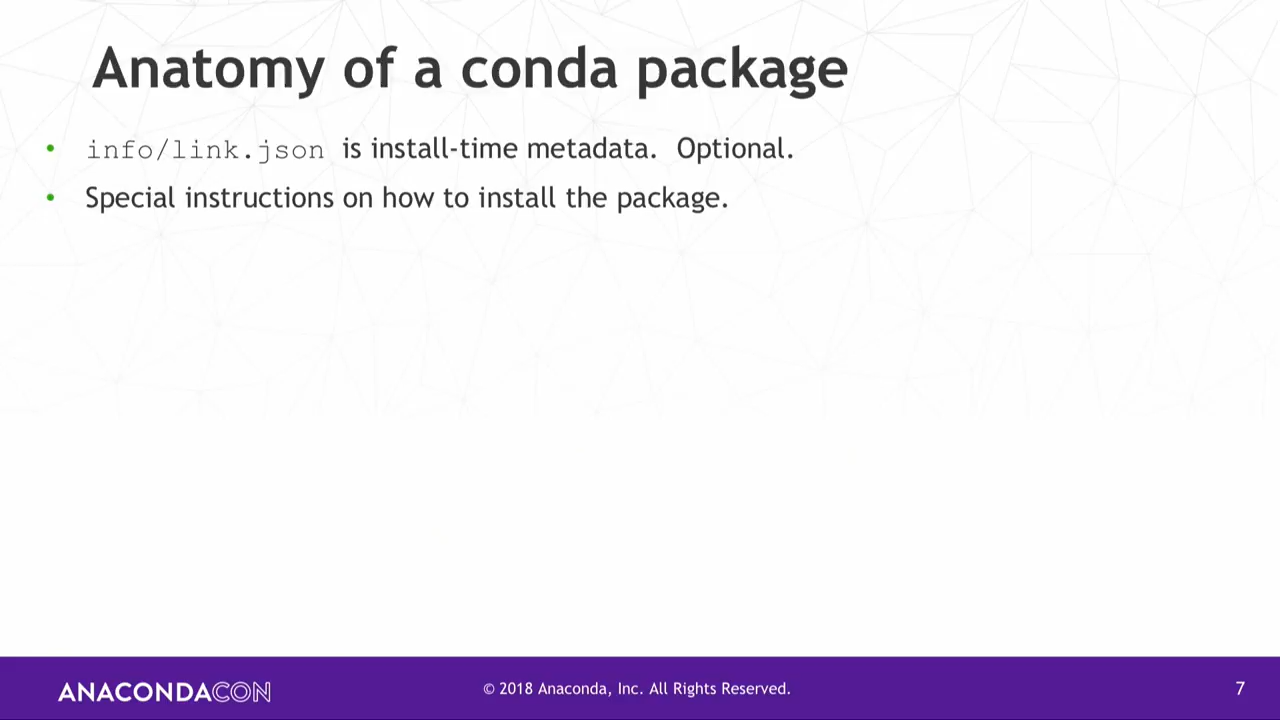 Anatomy of a conda package
• info/link.json is install-time metadata.  Optional.
• Special instructions on how to install the package.
ANACONDACON
© 2018 Anaconda, Inc. All Rights Reserved.
7